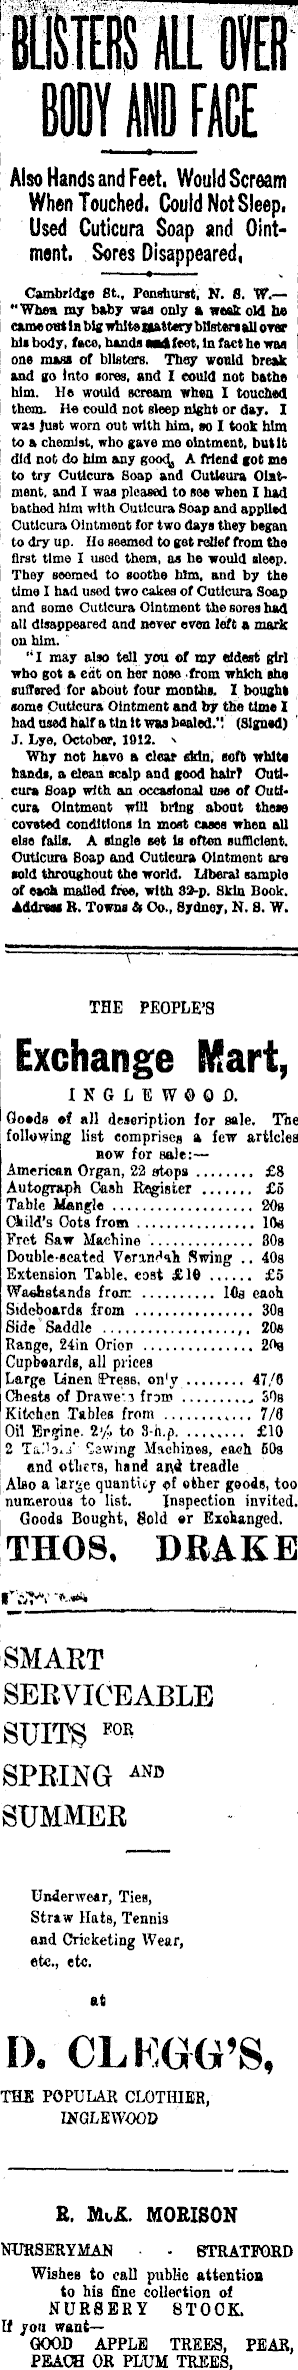 BLISTERS ALL OVER
BODY AND FACE
Also Hands and Feet. Would Scream
When Touched. Could Not Sleep.
Used Cuticura Soap and Oint-
ment. Sores Disappeared.
Cambridge St., Penshurst, N. S. W.—
"When my baby was only a weak old he
came out in big white mattery blisters all over
his body, face, hands and feet, in fact he was
one mass of blisters. They would break
and go into sores, and I could not bathe
him. He would scream when I touched
them. He could not sleep night or day. I
was just worn out with him, so I took him
to a chemist, who gave me ointment, but it
did not do him any good. A friend got me
to try Cuticura Soap and Cuticura Oint-
ment, and I was pleased to see when I had
bathed him with Cuticura Soap and applied
Cuticura Ointment for two days they began
to dry up. He seemed to get relief from the
first time I used them, as he would sleep.
They seemed to soothe him, and by the
time I had used two cakes of Cuticura Soap
and some Cuticura Ointment the sores had
all disappeared and never even left a mark
on him.
"I may also tell you of my eldest girl
who got a cut on her nose from which she
suffered for about four months. I bought
some Cuticura Ointment and by the time I
had used half a tin it was healed." (Signed)
J. Lye, October, 1912.
Why not have a clear skin, soft white
hands, a clean scalp and good hair? Cuti-
cura Soap with an occasional use of Cuti-
cura Ointment will bring about these
coveted conditions in most cases when all
else fails. A single set is often sufficient.
Cuticura Soap and Cuticura Ointment are
sold throughout the world. Liberal sample
of each mailed free, with 32-p. Skin Book.
Address R. Towns & Co., Sydney, N. S. W.
THE PEOPLE'S
Exchange Mart,
INGLEWOOD.
Goods of all description for sale. The
following list comprises a few articles
now for sale:—
American Organ, 22 stops ........ £8
Autograph Cash Register ....... £5
Table Mangle .................. 20s
Child's Cots from .............. 10s
Fret Saw Machine .............. 30s
Double-seated Verandah Swing .. 40s
Extension Table, cost £10 ...... £5
Washstands from ........... 10s each
Sideboards from ............... 30s
Side Saddle ................... 20s
Range, 24in Orion ............ 20s
Cupboards, all prices
Large Linen Press, only ........ 47/6
Chests of Drawers from ........ 30s
Kitchen Tables from ............ 7/6
Oil Engine, 2½ to 3-h.p. ........ £10
2 Tailors' Sewing Machines, each 50s
and others, hand and treadle
Also a large quantity of other goods, too
numerous to list. Inspection invited.
Goods Bought, Sold or Exchanged.
THOS. DRAKE
SMART
SERVICEABLE
SUITS FOR
SPRING AND
SUMMER
Underwear, Ties,
Straw Hats, Tennis
and Cricketing Wear,
etc., etc.
at
D. CLEGG'S,
THE POPULAR CLOTHIER,
INGLEWOOD
R. McK. MORISON
NURSERYMAN - - STRATFORD
Wishes to call public attention
to his fine collection of
NURSERY STOCK.
If you want—
GOOD APPLE TREES, PEAR,
PEACH OR PLUM TREES,